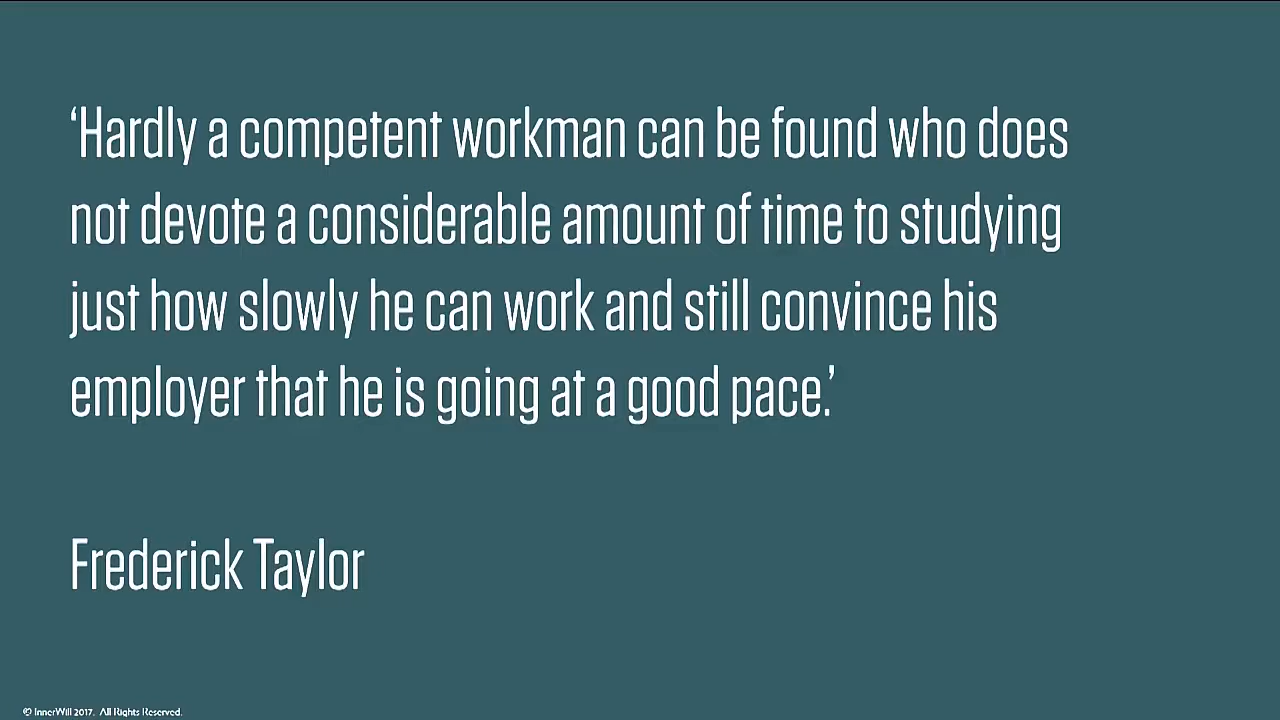 ‘Hardly a competent workman can be found who does
not devote a considerable amount of time to studying
just how slowly he can work and still convince his
employer that he is going at a good pace.’
Frederick Taylor
© InnerWill 2017. All Rights Reserved.